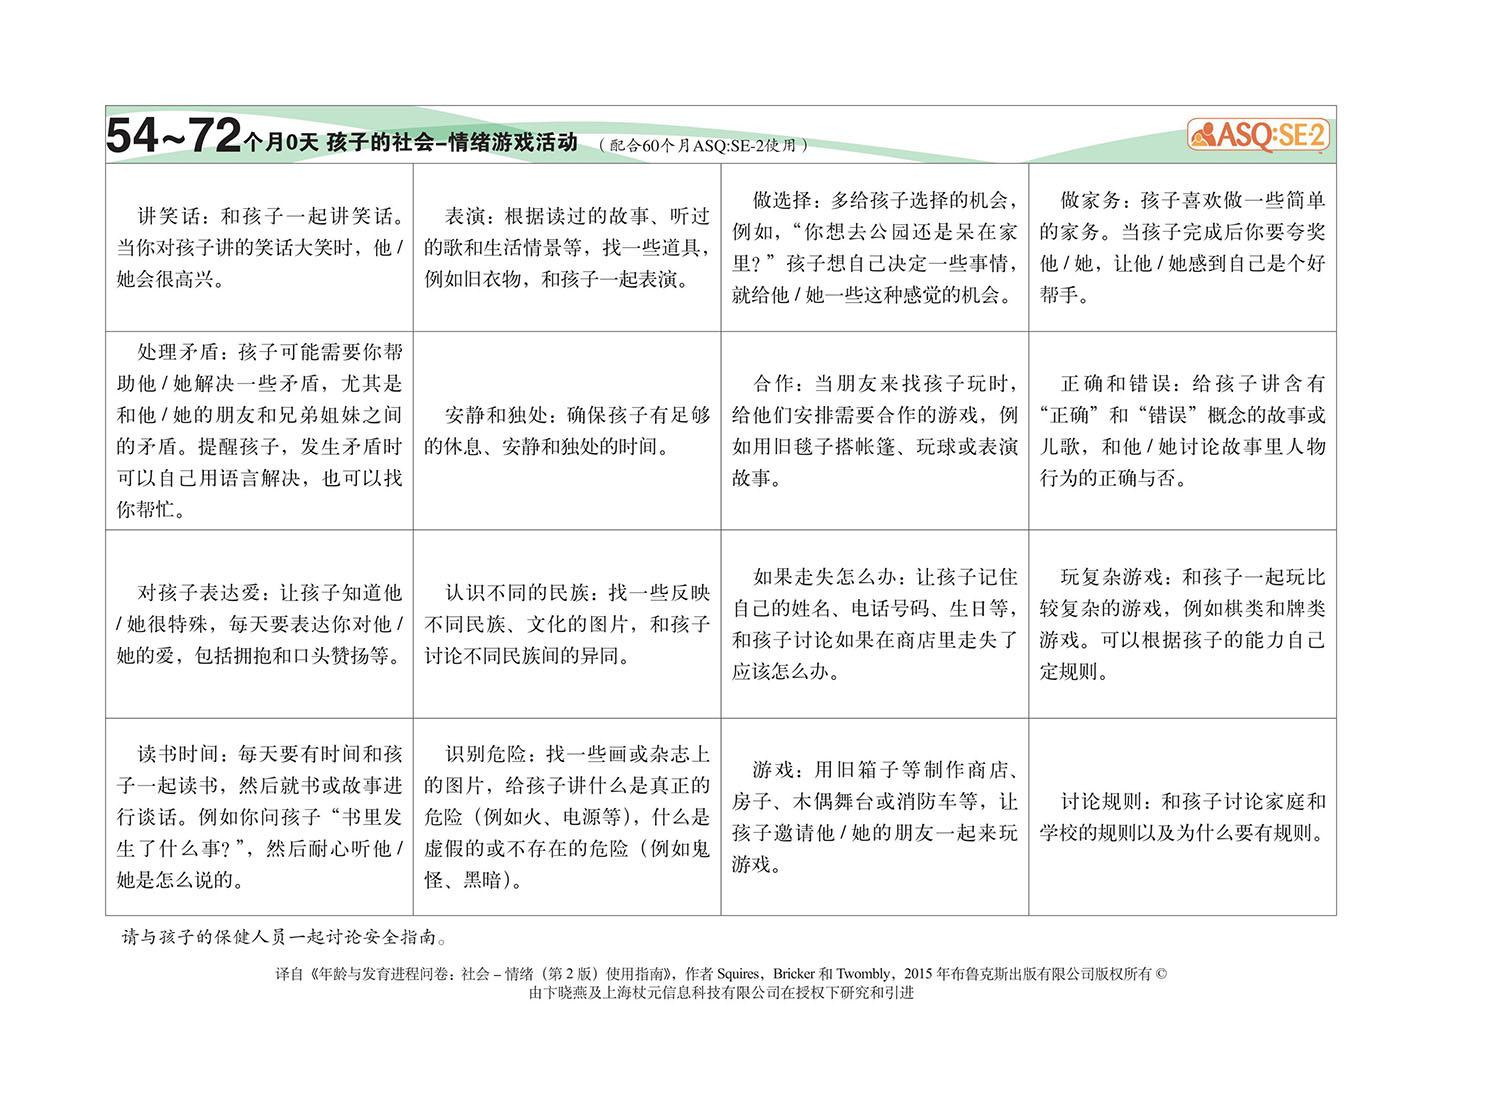 54~72个月0天 孩子的社会-情绪游戏活动 （配合60个月ASQ:SE-2使用）
ASQ:SE-2
讲笑话：和孩子一起讲笑话。
当你对孩子讲的笑话大笑时，他 /
她会很高兴。
表演：根据读过的故事、听过
的歌和生活情景等，找一些道具，
例如旧衣物，和孩子一起表演。
做选择：多给孩子选择的机会，
例如，“你想去公园还是呆在家
里？” 孩子想自己决定一些事情，
就给他 / 她一些这种感觉的机会。
做家务：孩子喜欢做一些简单
的家务。当孩子完成后你要夸奖
他 / 她，让他 / 她感到自己是个好
帮手。
处理矛盾：孩子可能需要你帮
助他 / 她解决一些矛盾，尤其是
和他 / 她的朋友和兄弟姐妹之间
的矛盾。提醒孩子，发生矛盾时
可以自己用语言解决，也可以找
你帮忙。
安静和独处：确保孩子有足够
的休息、安静和独处的时间。
合作：当朋友来找孩子玩时，
给他们安排需要合作的游戏，例
如用旧毯子搭帐篷、玩球或表演
故事。
正确和错误：给孩子讲含有
“正确” 和 “错误” 概念的故事或
儿歌，和他 / 她讨论故事里人物
行为的正确与否。
对孩子表达爱：让孩子知道他
/ 她很特殊，每天要表达你对他 /
她的爱，包括拥抱和口头赞扬等。
认识不同的民族：找一些反映
不同民族、文化的图片，和孩子
讨论不同民族间的异同。
如果走失怎么办：让孩子记住
自己的姓名、电话号码、生日等，
和孩子讨论如果在商店里走失了
应该怎么办。
玩复杂游戏：和孩子一起玩比
较复杂的游戏，例如棋类和牌类
游戏。可以根据孩子的能力自己
定规则。
读书时间：每天要有时间和孩
子一起读书，然后就书或故事进
行谈话。例如你问孩子 “书里发
生了什么事？”，然后耐心听他 /
她是怎么说的。
识别危险：找一些画或杂志上
的图片，给孩子讲什么是真正的
危险（例如火、电源等），什么是
虚假的或不存在的危险（例如鬼
怪、黑暗）。
游戏：用旧箱子等制作商店、
房子、木偶舞台或消防车等，让
孩子邀请他 / 她的朋友一起来玩
游戏。
讨论规则：和孩子讨论家庭和
学校的规则以及为什么要有规则。
请与孩子的保健人员一起讨论安全指南。
译自《年龄与发育进程问卷：社会 – 情绪（第 2 版）使用指南》，作者 Squires，Bricker 和 Twombly，2015 年布鲁克斯出版有限公司版权所有 ©
由卞晓燕及上海杖元信息科技有限公司在授权下研究和引进